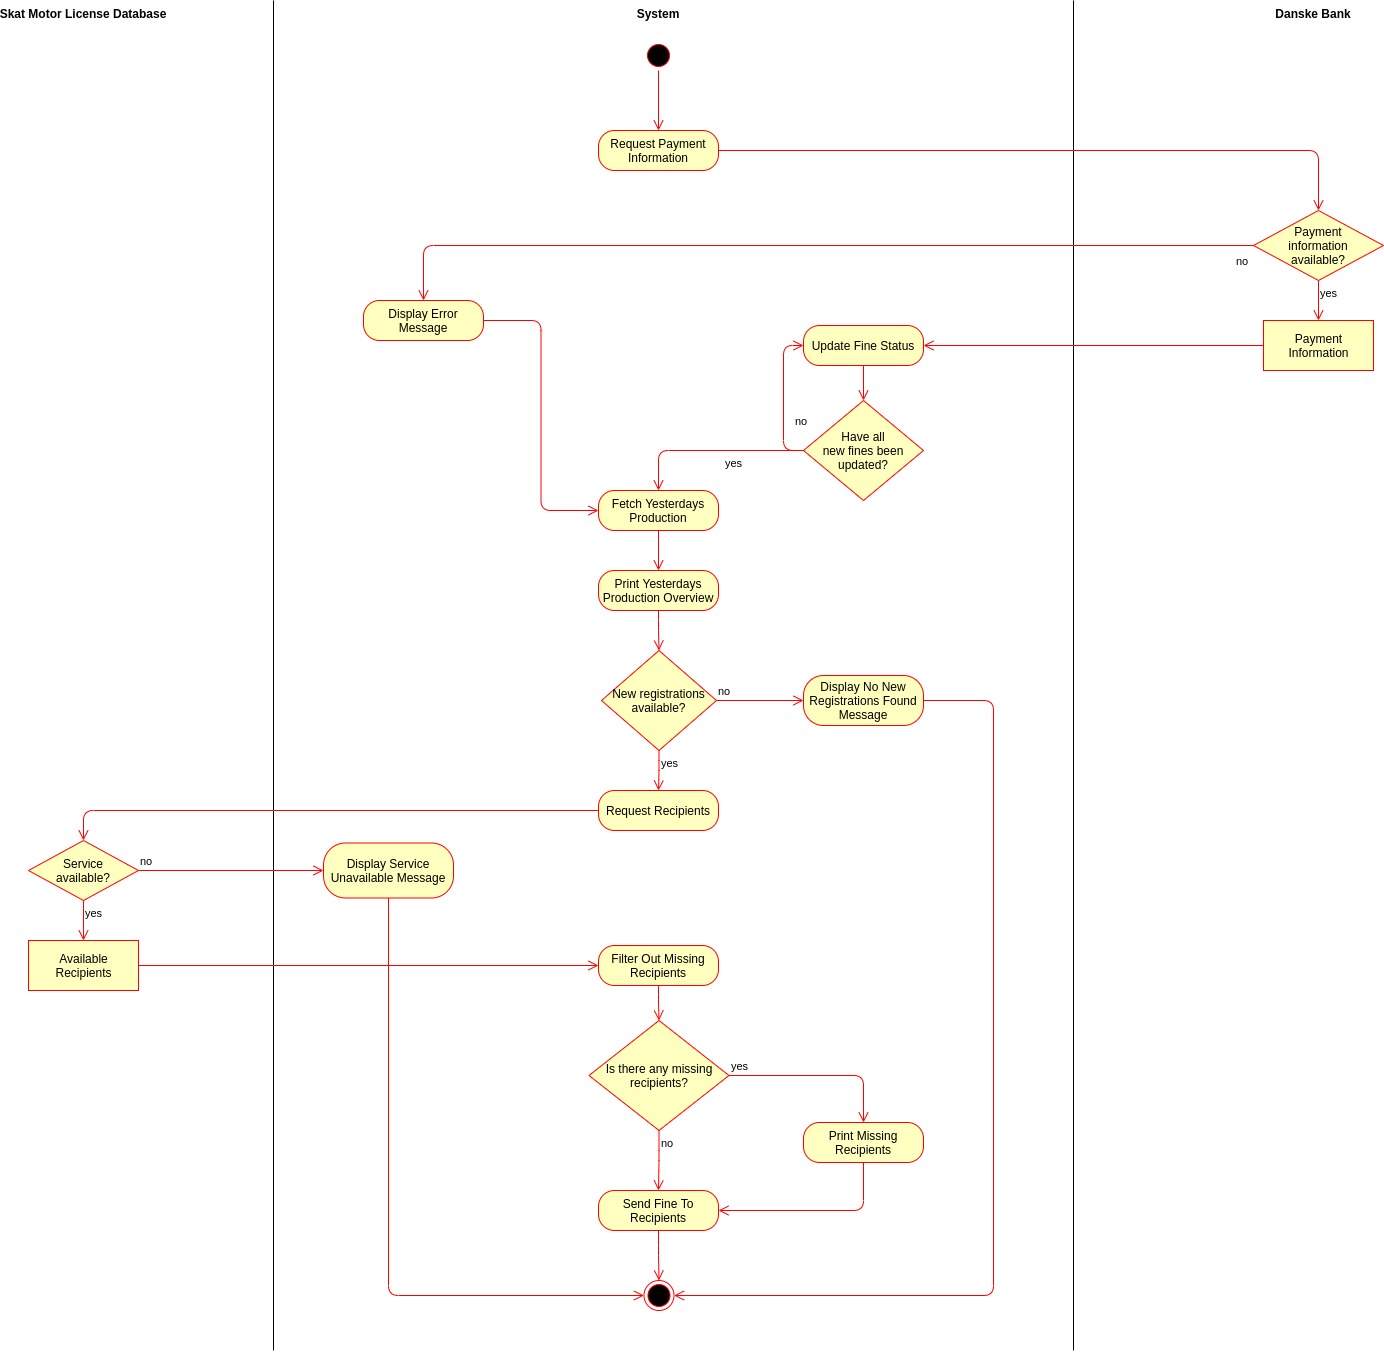 Skat Motor License Database
System
Danske Bank
Request Payment
Information
Payment
information
available?
no
yes
Display Error
Message
Update Fine Status
Payment
Information
no
Have all
new fines been
updated?
yes
Fetch Yesterdays
Production
Print Yesterdays
Production Overview
New registrations
available?
no
Display No New
Registrations Found
Message
yes
Request Recipients
Service
available?
no
Display Service
Unavailable Message
yes
Available
Recipients
Filter Out Missing
Recipients
Is there any missing
recipients?
yes
Print Missing
Recipients
no
Send Fine To
Recipients